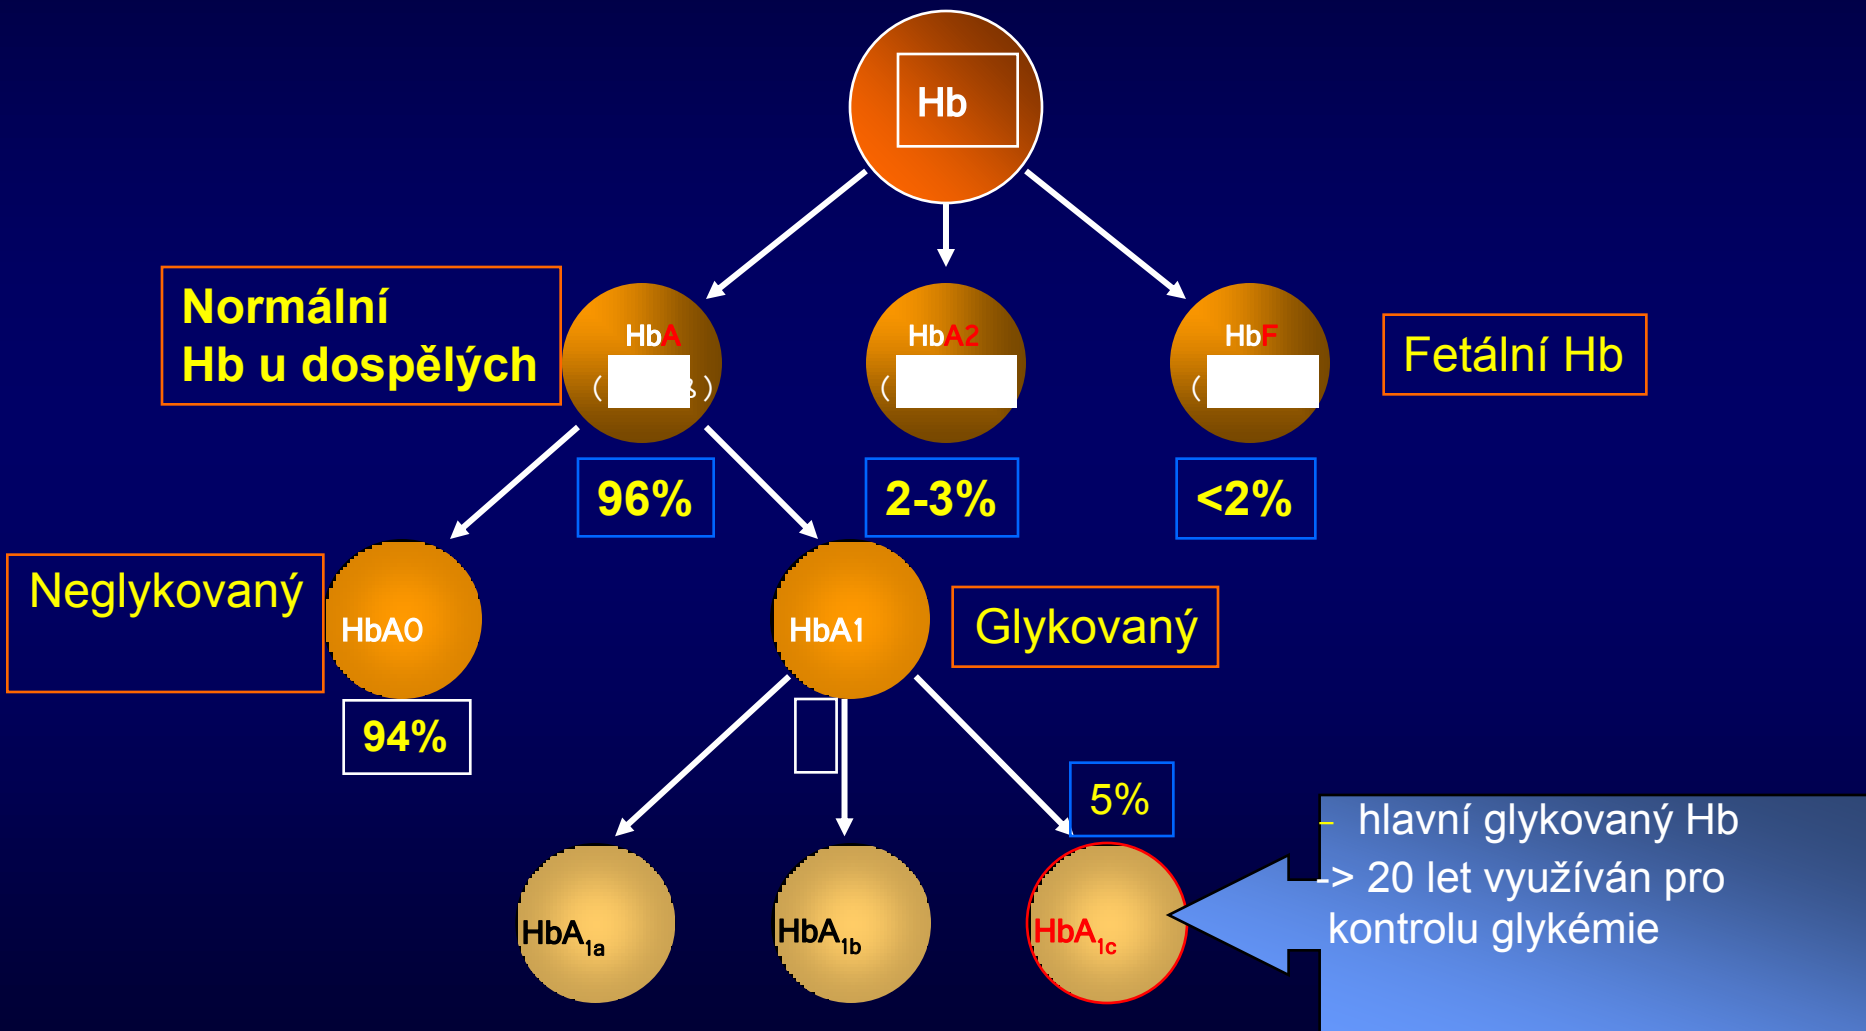 Hb
Normální
Hb u dospělých
HbA
( %)
HbA2
(
HbF
(
Fetální Hb
96%
2-3%
<2%
Neglykovaný
HbA0
HbA1
Glykovaný
94%
5%
- hlavní glykovaný Hb
-> 20 let využíván pro
kontrolu glykémie
HbA1a
HbA1b
HbA1c